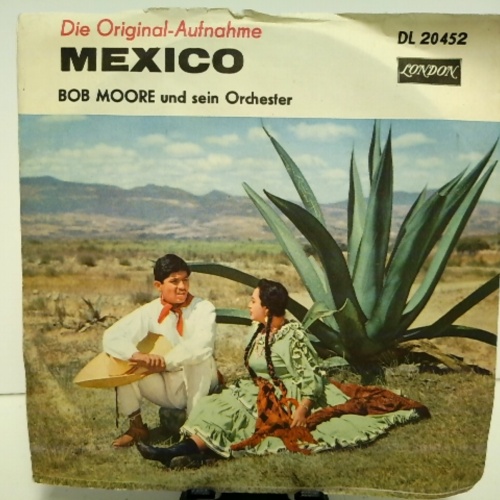 Die Original-Aufnahme
DL 20452
MEXICO
LONDON
BOB MOORE und sein Orchester